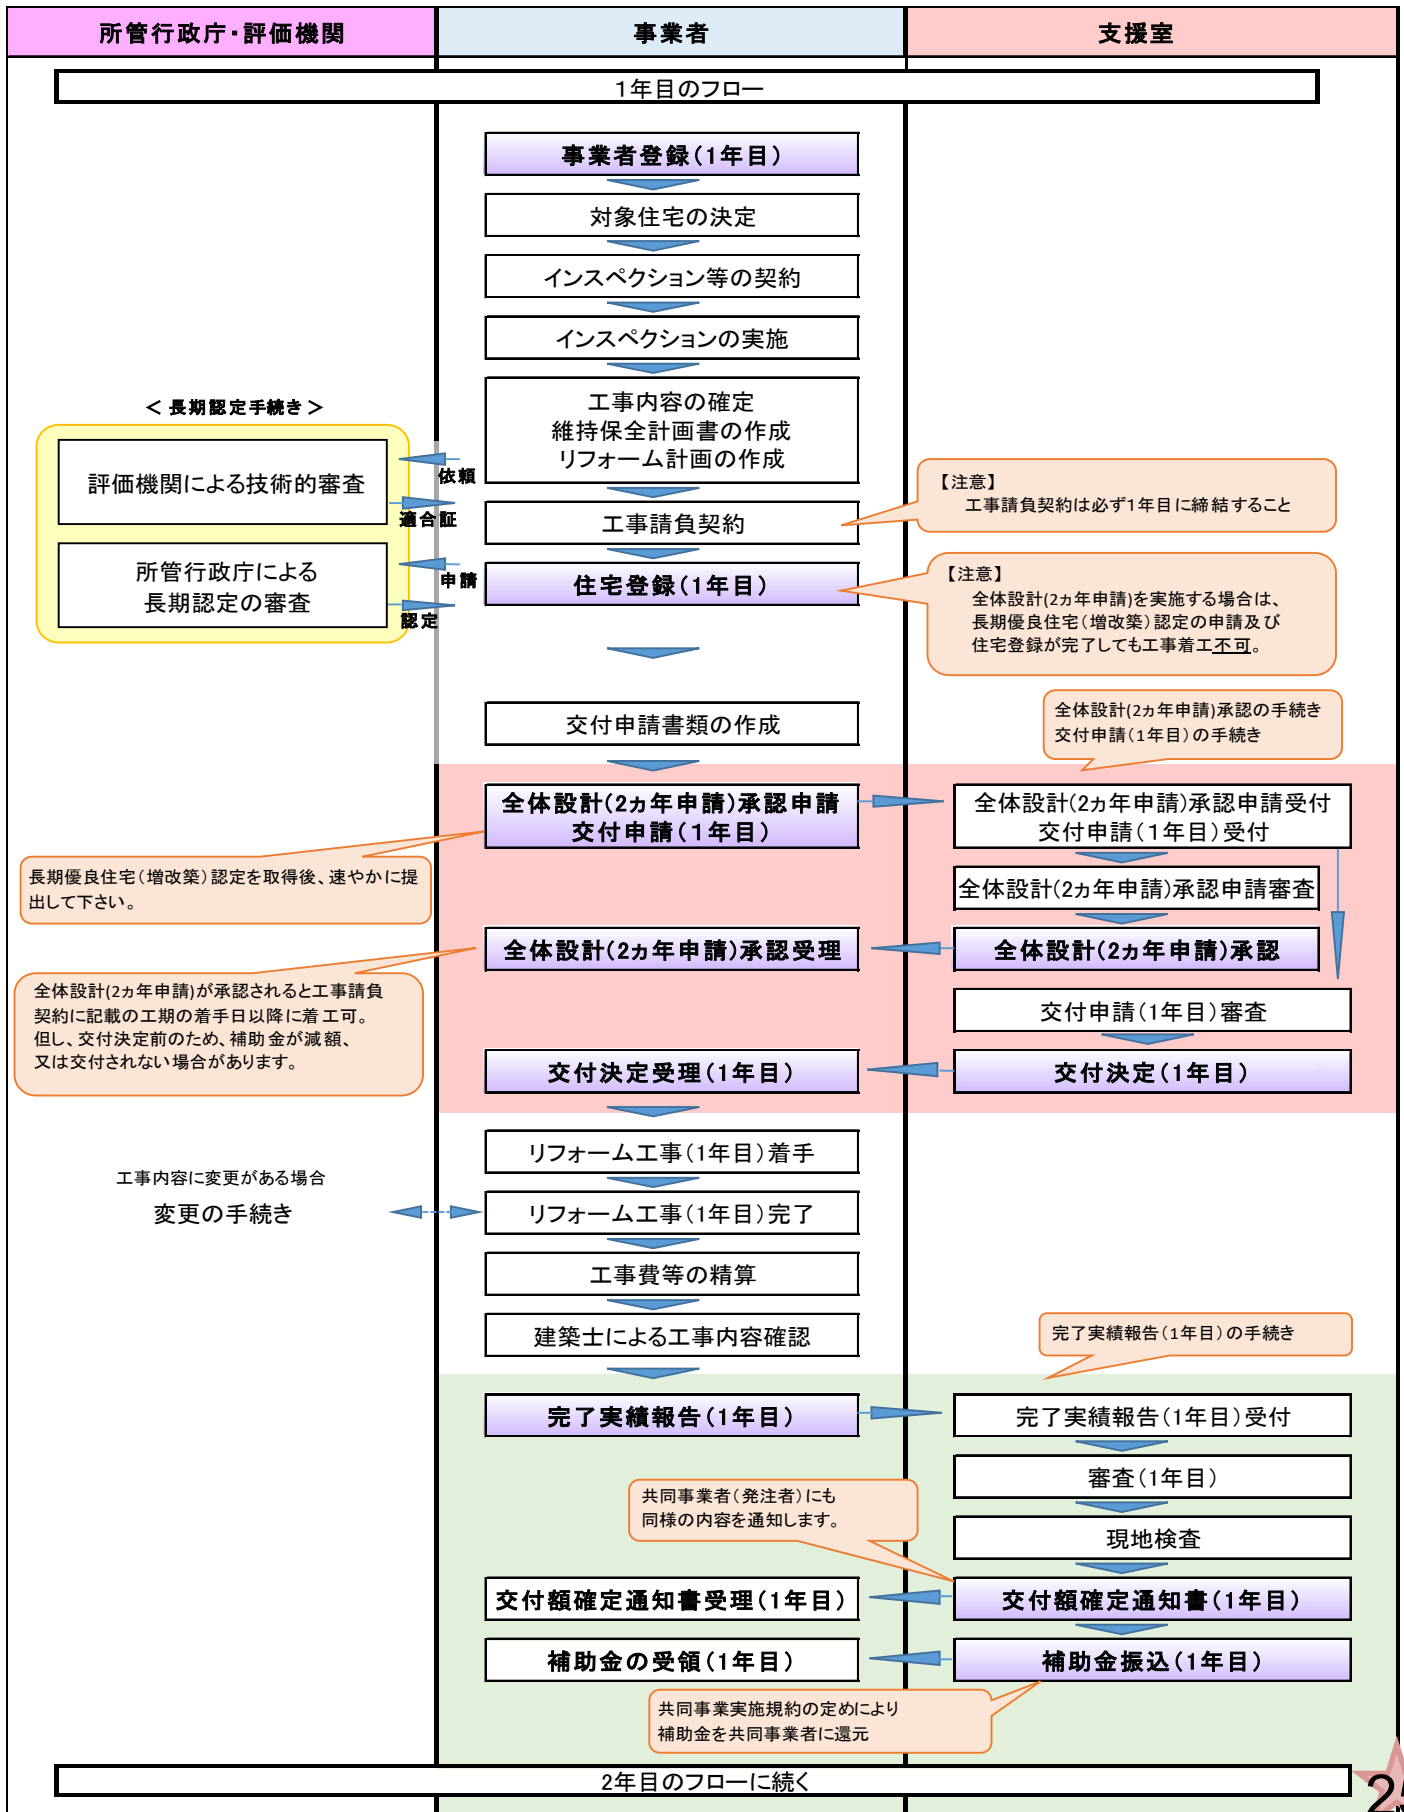 所管行政庁・評価機関
事業者
支援室
1年目のフロー
事業者登録(1年目)
対象住宅の決定
インスペクション等の契約
インスペクションの実施
工事内容の確定
維持保全計画書の作成
リフォーム計画の作成
＜ 長期認定手続き ＞
評価機関による技術的審査
依頼
適合証
工事請負契約
【注意】
工事請負契約は必ず1年目に締結すること
所管行政庁による
長期認定の審査
申請
認定
住宅登録(1年目)
【注意】
全体設計(2ヵ年申請)を実施する場合は、
長期優良住宅(増改築)認定の申請及び
住宅登録が完了しても工事着工不可。
交付申請書類の作成
全体設計(2ヵ年申請)承認の手続き
交付申請(1年目)の手続き
全体設計(2ヵ年申請)承認申請
交付申請(1年目)
全体設計(2ヵ年申請)承認申請受付
交付申請(1年目)受付
長期優良住宅(増改築)認定を取得後、速やかに提
出して下さい。
全体設計(2ヵ年申請)承認申請審査
全体設計(2ヵ年申請)承認受理
全体設計(2ヵ年申請)承認
全体設計(2ヵ年申請)が承認されると工事請負
契約に記載の工期の着手日以降に着工可。
但し、交付決定前のため、補助金が減額、
又は交付されない場合があります。
交付申請(1年目)審査
交付決定受理(1年目)
交付決定(1年目)
リフォーム工事(1年目)着手
工事内容に変更がある場合
変更の手続き
リフォーム工事(1年目)完了
工事費等の精算
建築士による工事内容確認
完了実績報告(1年目)の手続き
完了実績報告(1年目)
完了実績報告(1年目)受付
審査(1年目)
共同事業者(発注者)にも
同様の内容を通知します。
現地検査
交付額確定通知書受理(1年目)
交付額確定通知書(1年目)
補助金の受領(1年目)
補助金振込(1年目)
共同事業実施規約の定めにより
補助金を共同事業者に還元
2年目のフローに続く